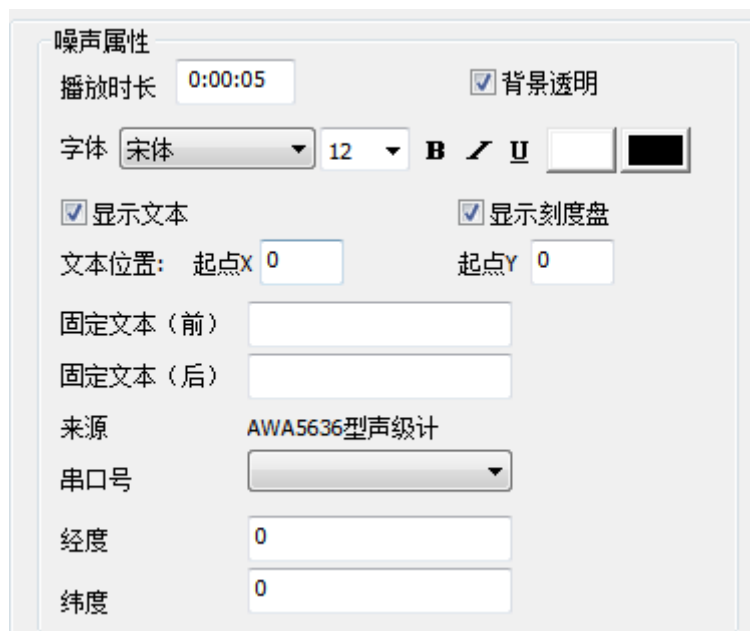 噪声属性
播放时长 0:00:05 背景透明
字体 宋体 12 B I U
显示文本 显示刻度盘
文本位置: 起点X 0 起点Y 0
固定文本（前）
固定文本（后）
来源 AWA5636型声级计
串口号
经度 0
纬度 0